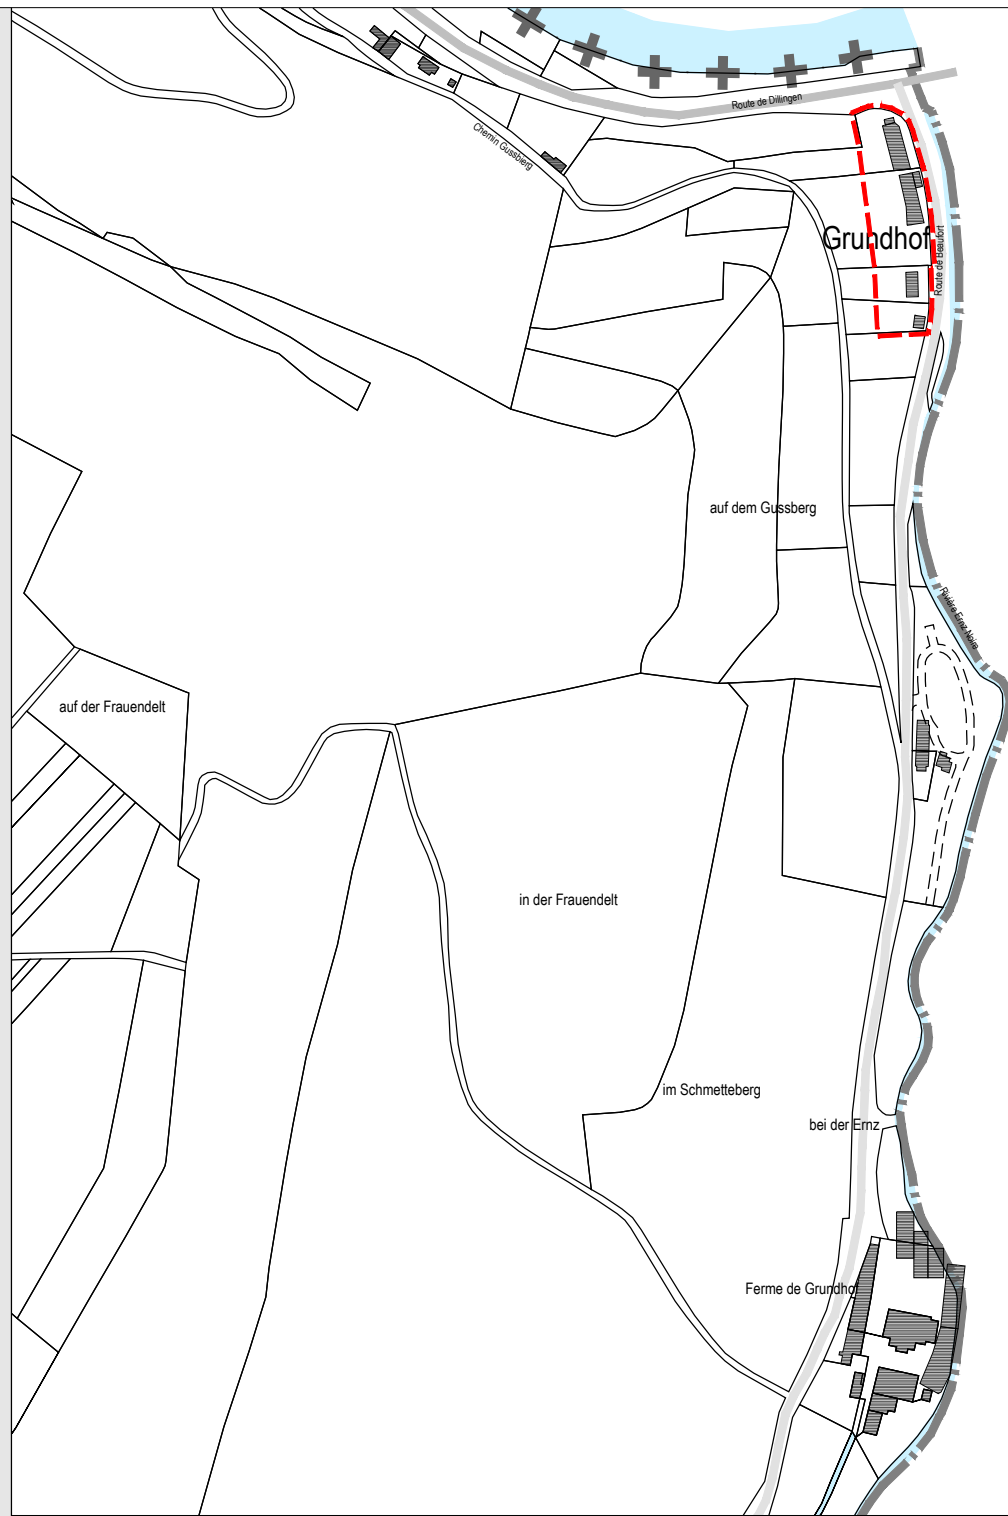 Route de Dillingen
Chemin Gussbierg
Grundhof
Route de Beaufort
auf dem Gussberg
Rivière Ernz Noire
auf der Frauendelt
in der Frauendelt
im Schmetteberg
bei der Ernz
Ferme de Grundhof